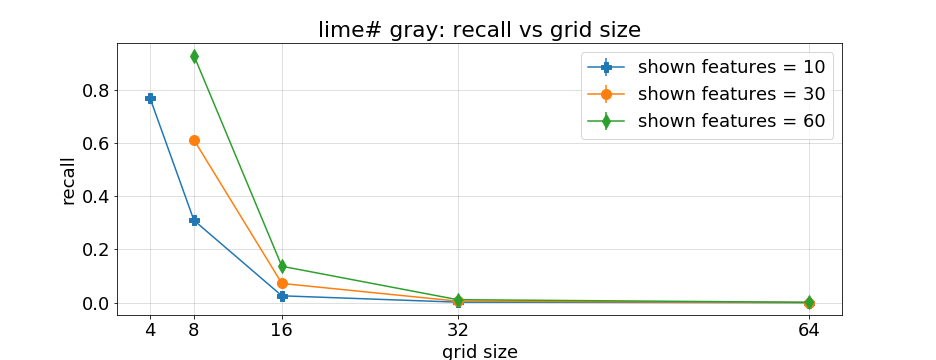 lime# gray: recall vs grid size
shown features = 10
shown features = 30
shown features = 60
recall
0.8
0.6
0.4
0.2
0.0
4 8 16 32 64
grid size